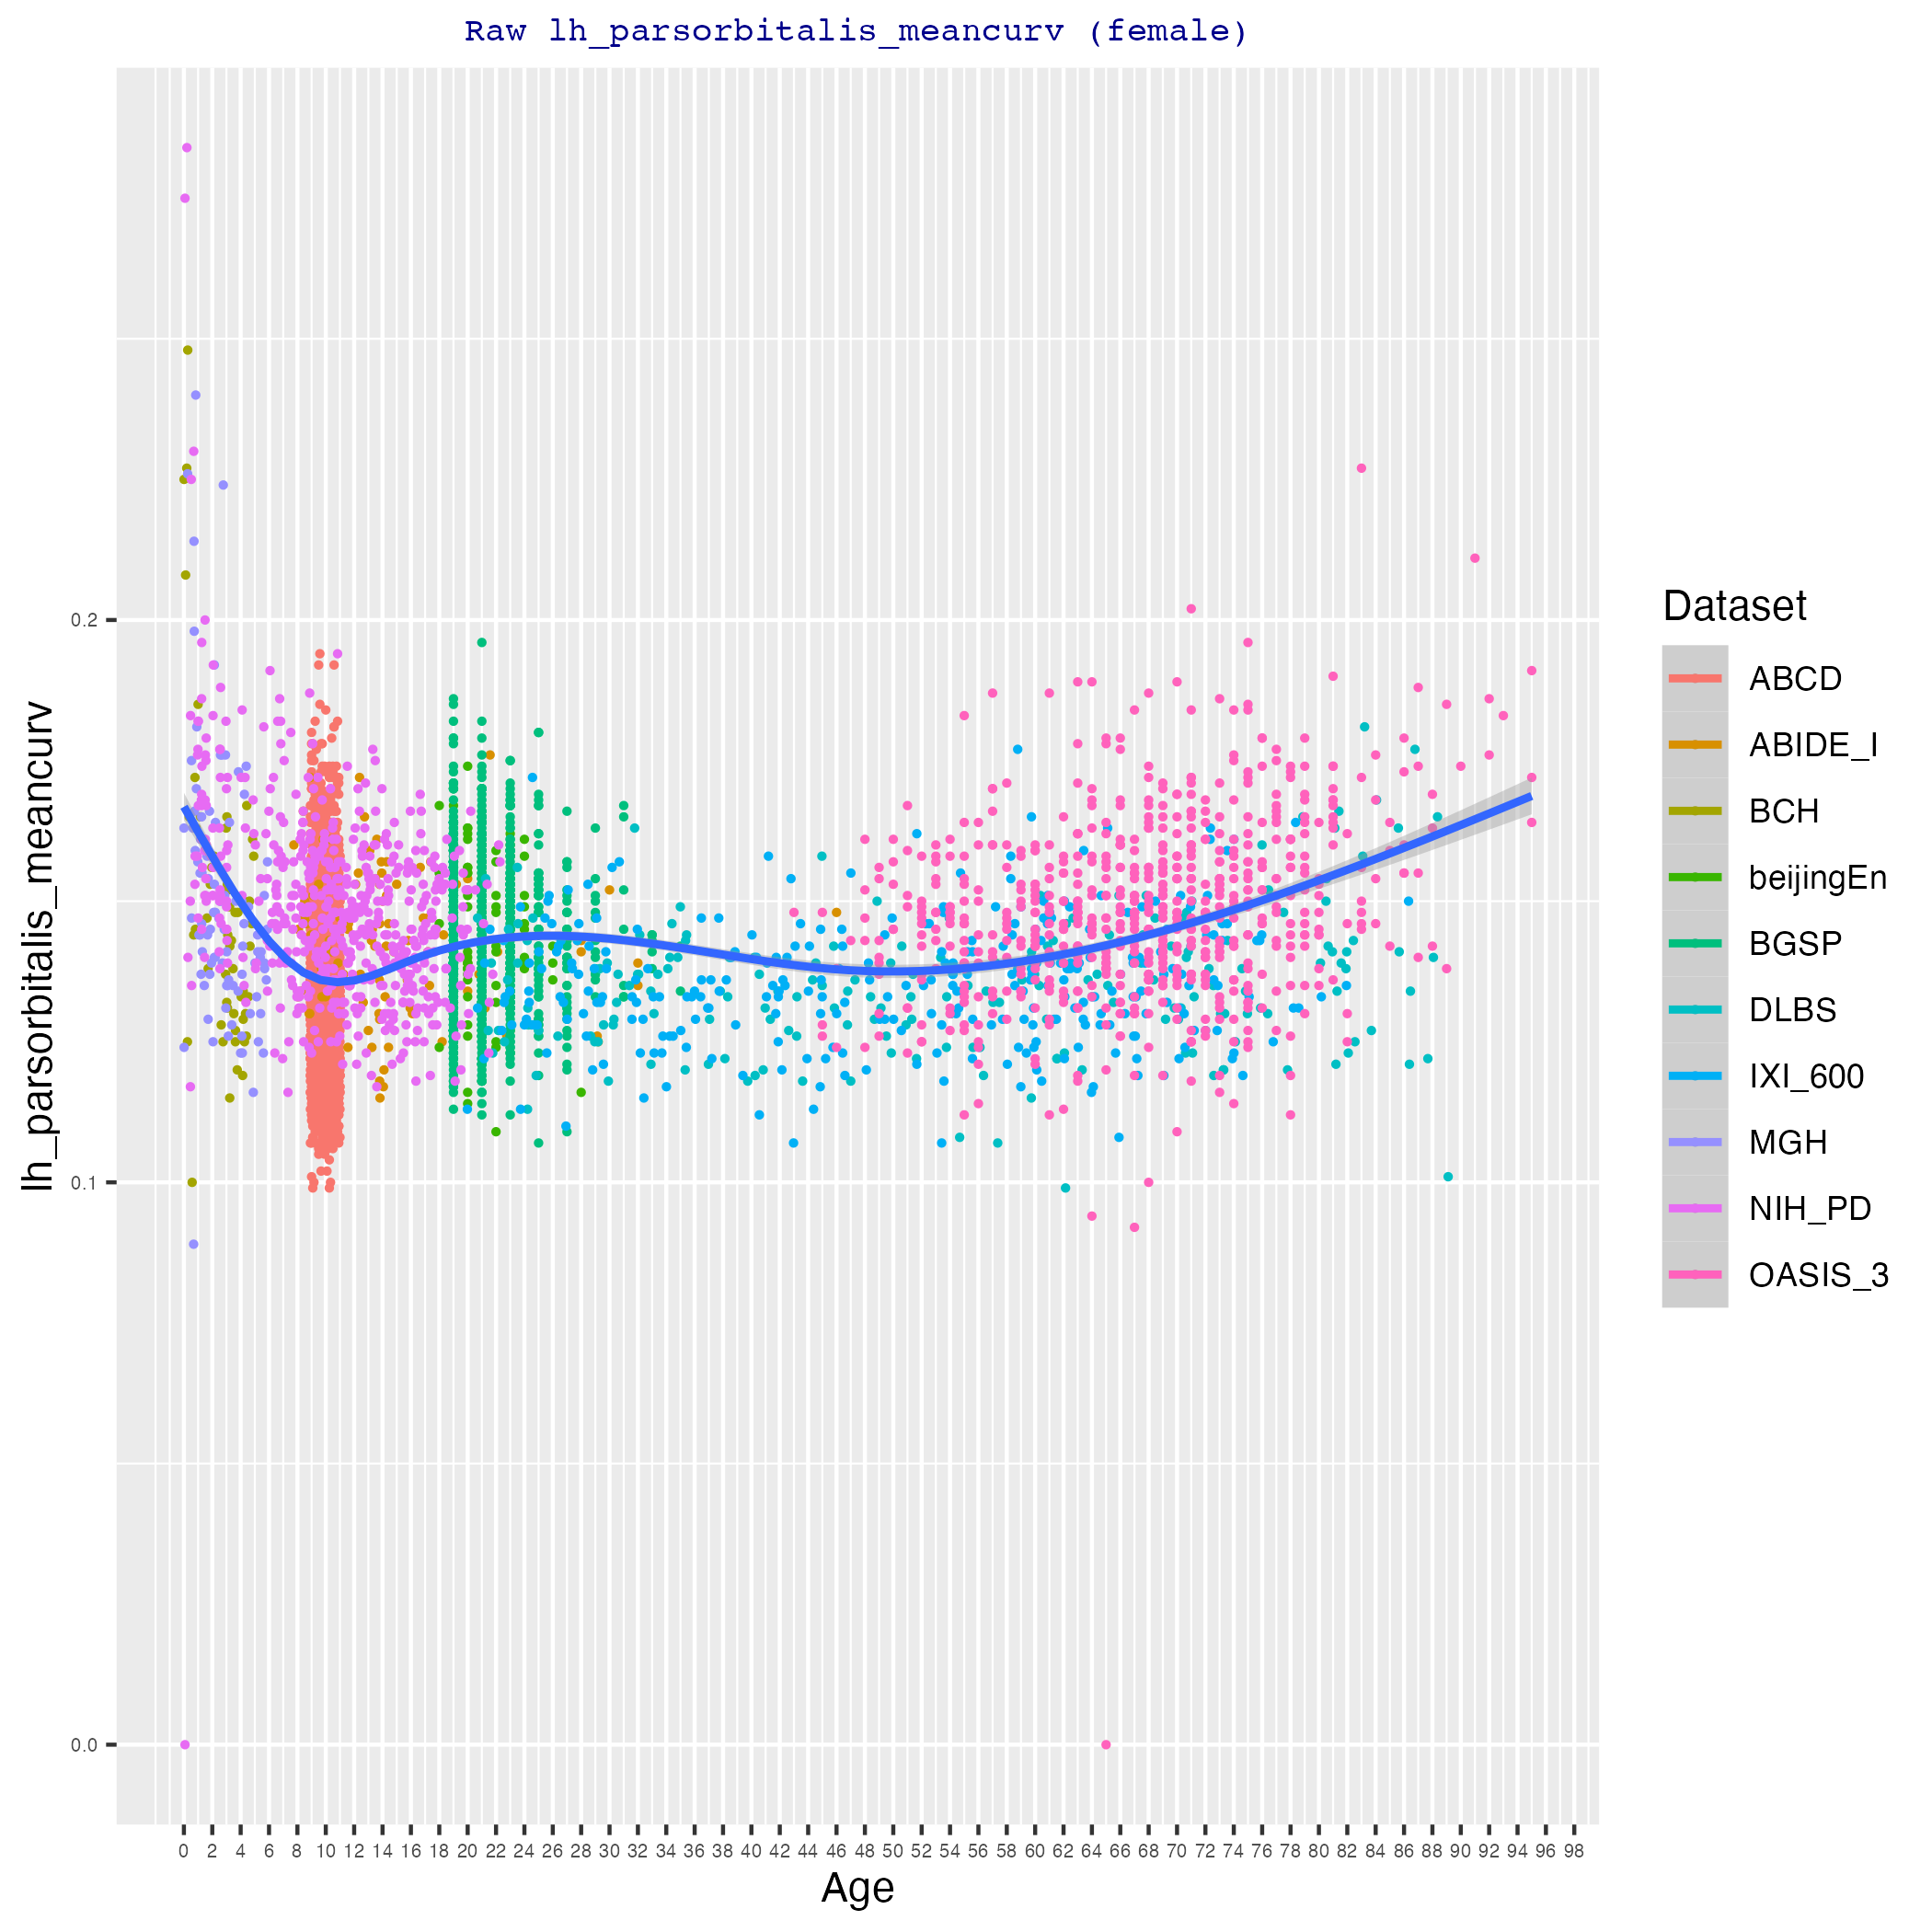 Raw lh_parsorbitalis_meancurv (female)
lh_parsorbitalis_meancurv
0.2
0.1
0.0
0 2 4 6 8 10 12 14 16 18 20 22 24 26 28 30 32 34 36 38 40 42 44 46 48 50 52 54 56 58 60 62 64 66 68 70 72 74 76 78 80 82 84 86 88 90 92 94 96 98
Age
Dataset
ABCD
ABIDE_I
BCH
beijingEn
BGSP
DLBS
IXI_600
MGH
NIH_PD
OASIS_3